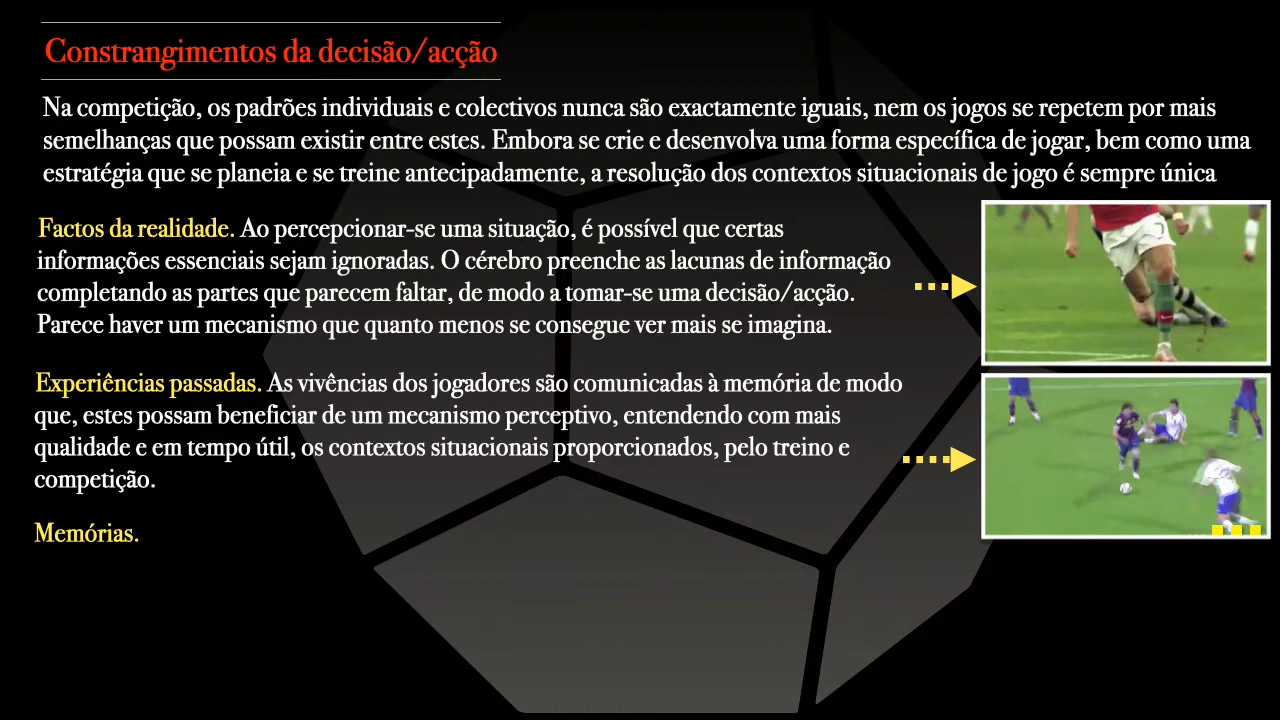 Constrangimentos da decisão/acção
Na competição, os padrões individuais e colectivos nunca são exactamente iguais, nem os jogos se repetem por mais
semelhanças que possam existir entre estes. Embora se crie e desenvolva uma forma específica de jogar, bem como uma
estratégia que se planeia e se treine antecipadamente, a resolução dos contextos situacionais de jogo é sempre única
Factos da realidade. Ao percepcionar-se uma situação, é possível que certas
informações essenciais sejam ignoradas. O cérebro preenche as lacunas de informação
completando as partes que parecem faltar, de modo a tomar-se uma decisão/acção.
Parece haver um mecanismo que quanto menos se consegue ver mais se imagina.
Experiências passadas. As vivências dos jogadores são comunicadas à memória de modo
que, estes possam beneficiar de um mecanismo perceptivo, entendendo com mais
qualidade e em tempo útil, os contextos situacionais proporcionados, pelo treino e
competição.
Memórias.